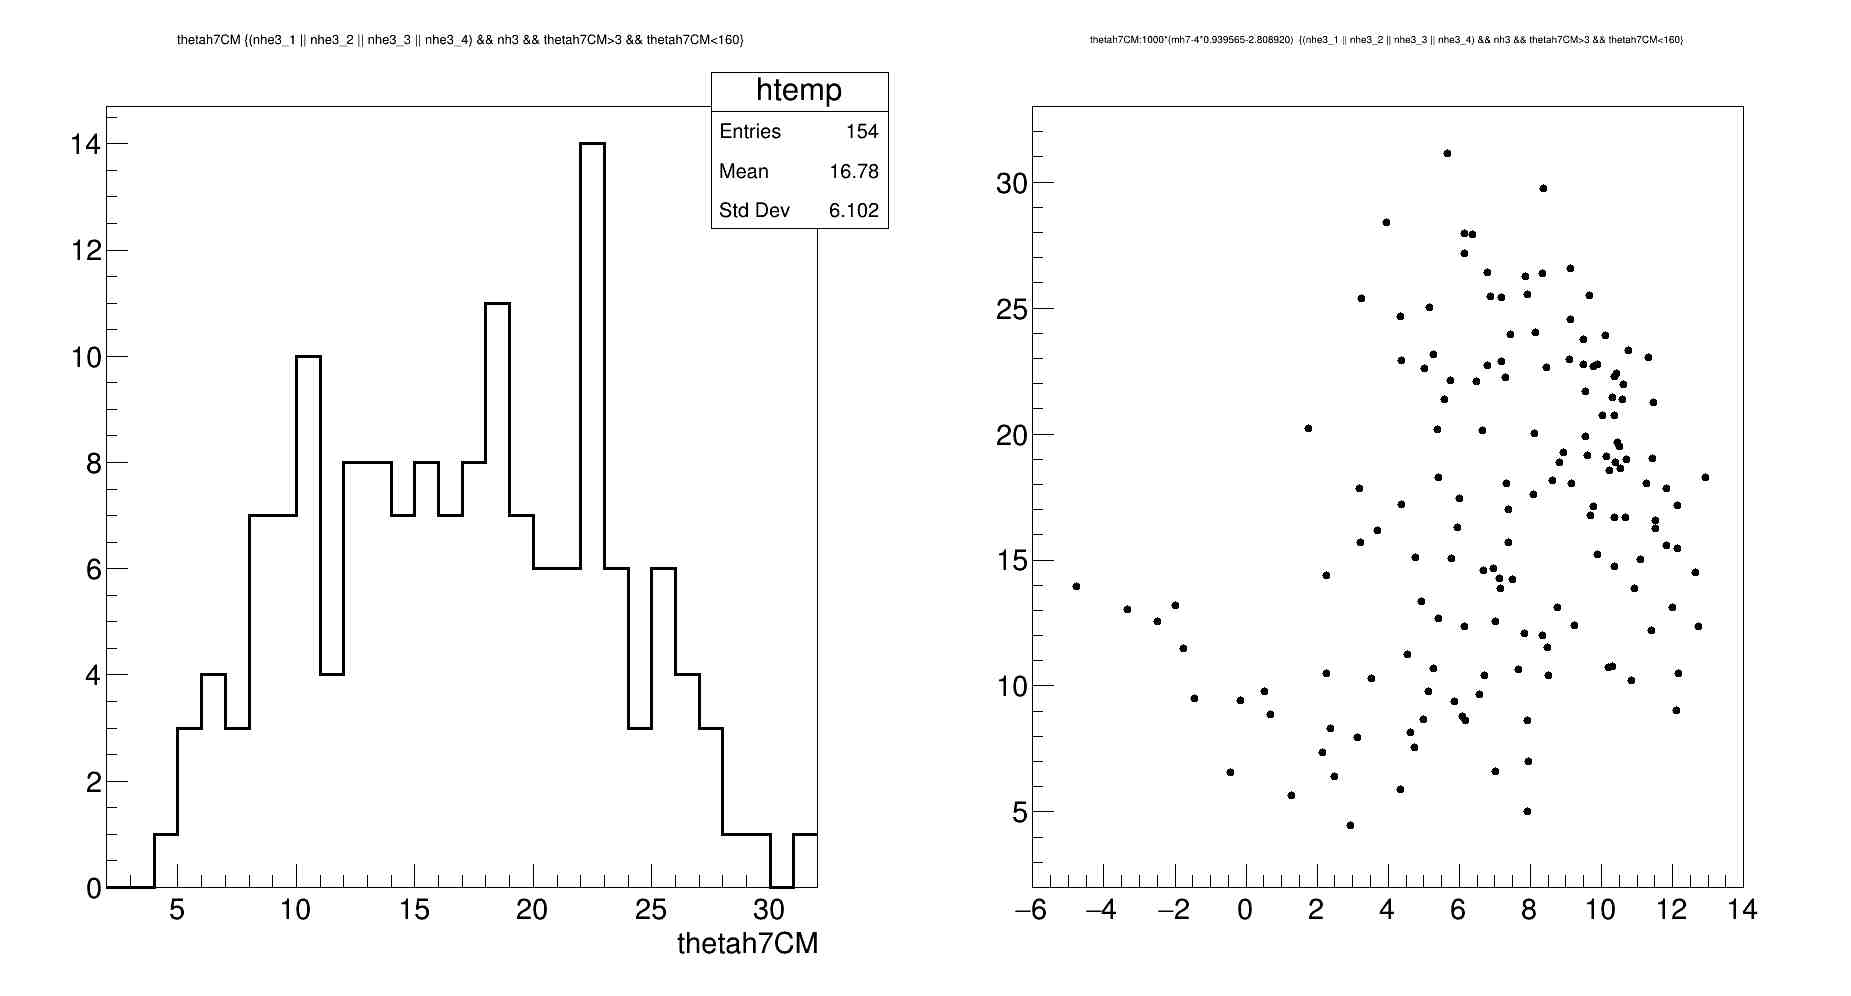 thetah7CM {(nhe3_1 || nhe3_2 || nhe3_3 || nhe3_4) && nh3 && thetah7CM>3 && thetah7CM<160}
htemp
Entries 154
Mean 16.78
Std Dev 6.102
14
12
10
8
6
4
2
0
5 10 15 20 25 30
thetah7CM
thetah7CM:1000*(mh7-4*0.939565-2.808920) {(nhe3_1 || nhe3_2 || nhe3_3 || nhe3_4) && nh3 && thetah7CM>3 && thetah7CM<160}
30
25
20
15
10
5
−6 −4 −2 0 2 4 6 8 10 12 14